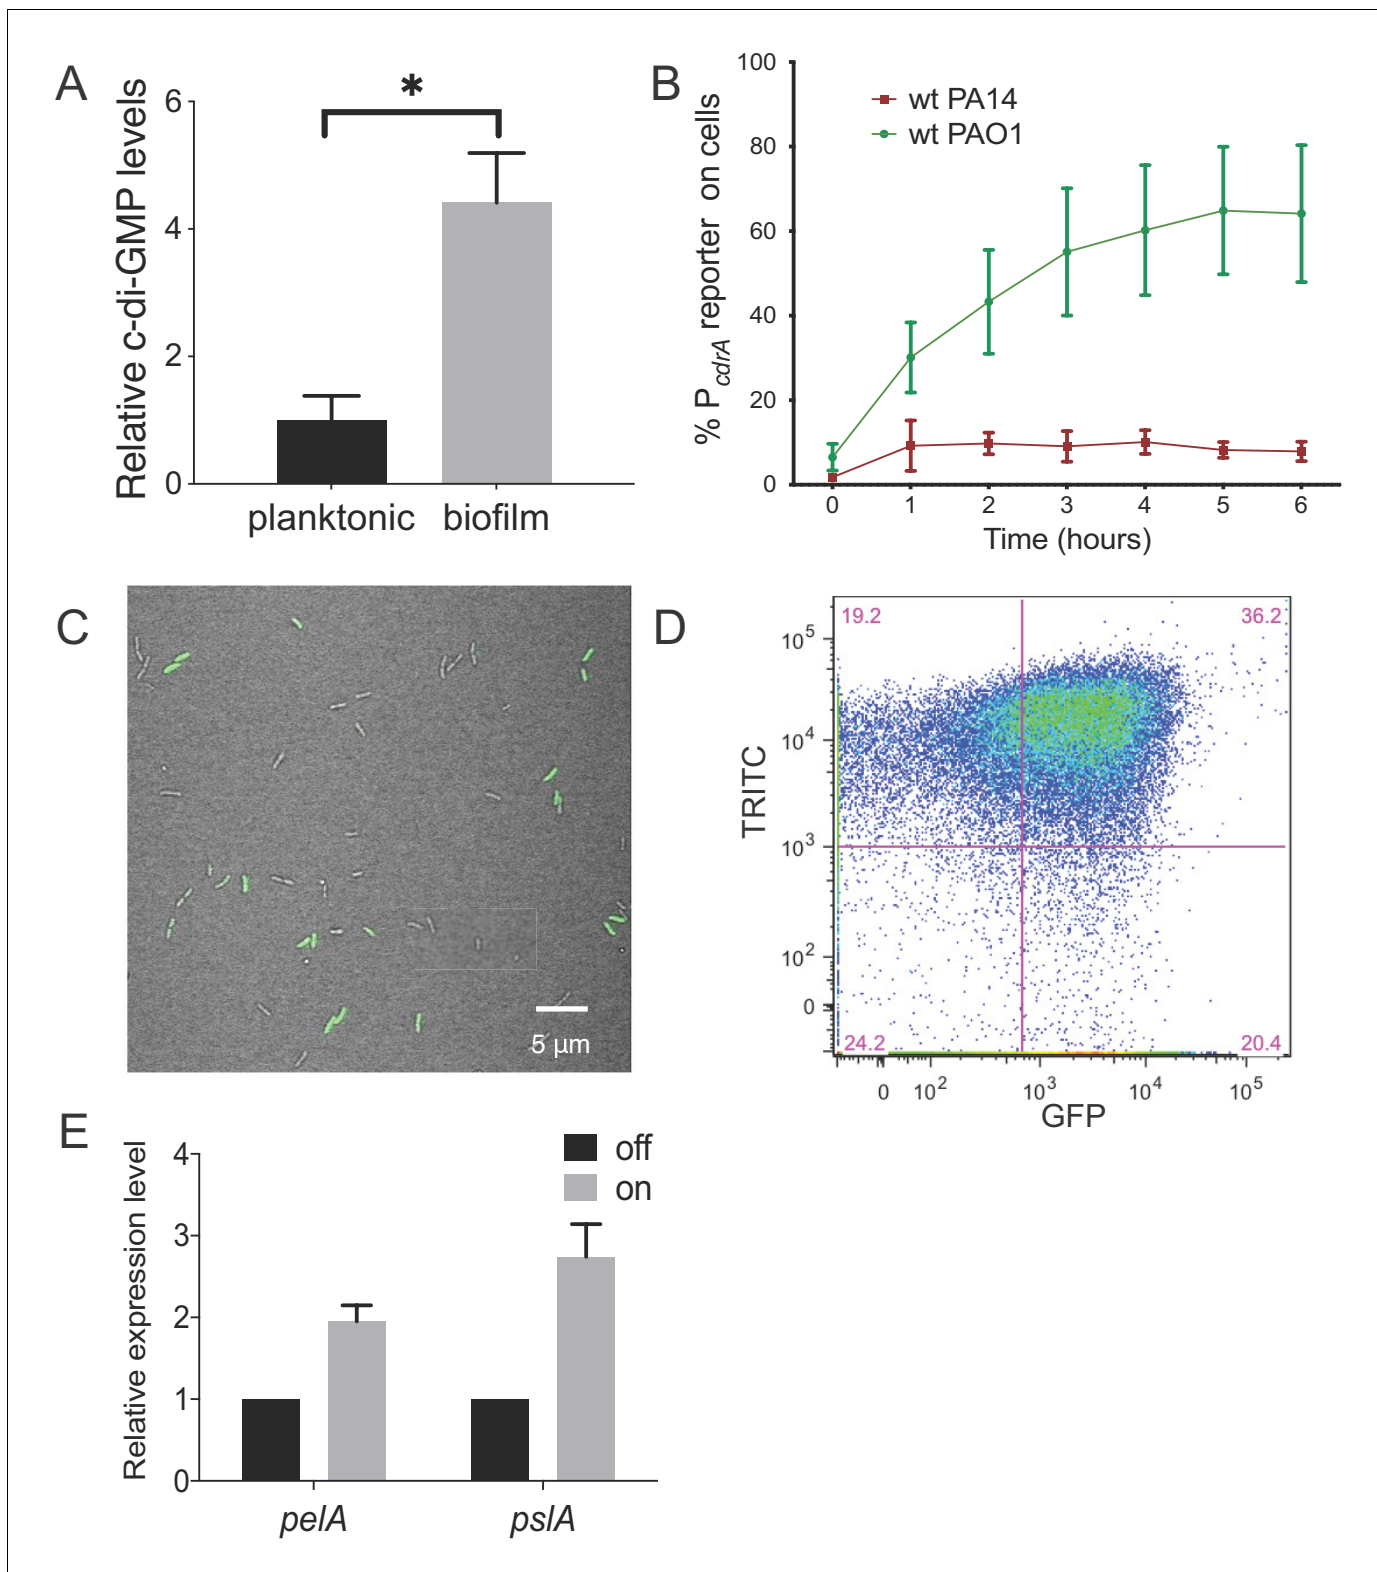 A
*
Relative c-di-GMP levels
6
4
2
0
planktonic biofilm
B
wt PA14
wt PAO1
% PcdrA reporter on cells
100
80
60
40
20
0
0 1 2 3 4 5 6
Time (hours)
C
5 µm
D
19.2 36.2
24.2 20.4
TRITC
10^5
10^4
10^3
10^2
0
0 10^2 10^3 10^4 10^5
GFP
E
off
on
Relative expression level
4
3
2
1
0
pelA pslA